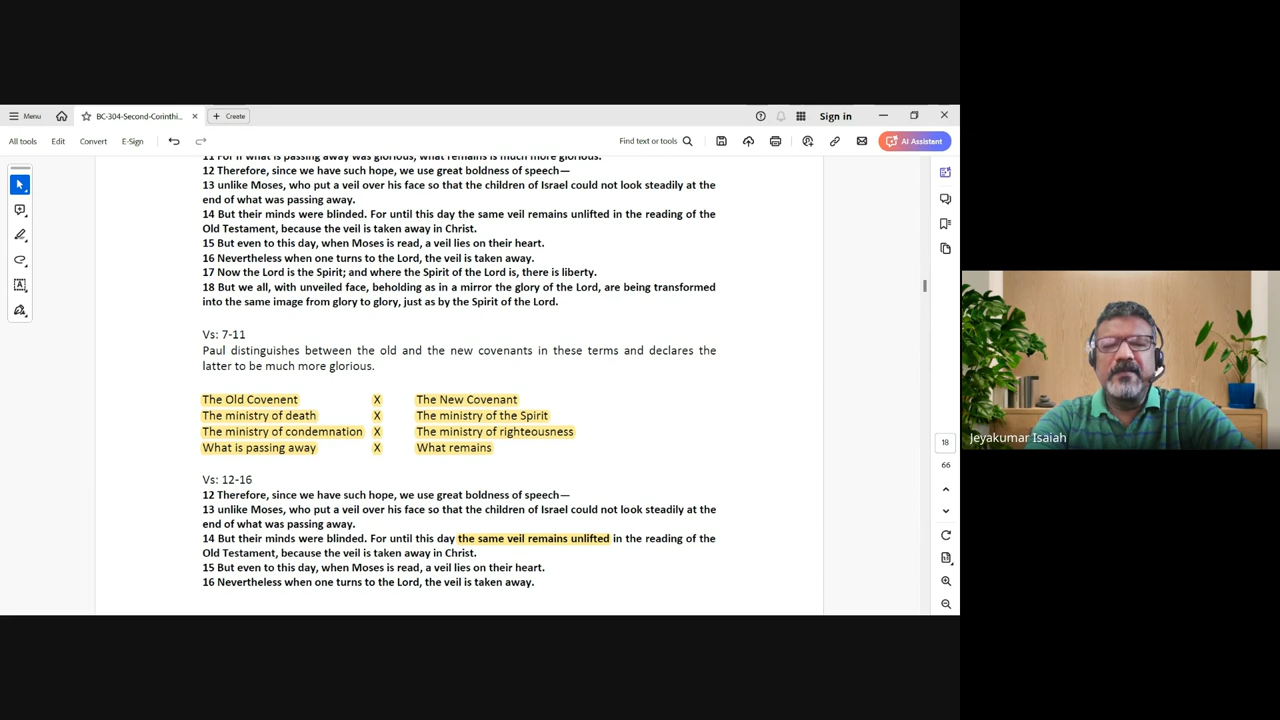 Menu
BC-304-Second-Corinthi...
Create
Sign in
All tools
Edit
Convert
E-Sign
Find text or tools
AI Assistant
11 For if what is passing away was glorious, what remains is much more glorious.
12 Therefore, since we have such hope, we use great boldness of speech—
13 unlike Moses, who put a veil over his face so that the children of Israel could not look steadily at the
end of what was passing away.
14 But their minds were blinded. For until this day the same veil remains unlifted in the reading of the
Old Testament, because the veil is taken away in Christ.
15 But even to this day, when Moses is read, a veil lies on their heart.
16 Nevertheless when one turns to the Lord, the veil is taken away.
17 Now the Lord is the Spirit; and where the Spirit of the Lord is, there is liberty.
18 But we all, with unveiled face, beholding as in a mirror the glory of the Lord, are being transformed
into the same image from glory to glory, just as by the Spirit of the Lord.
Vs: 7-11
Paul distinguishes between the old and the new covenants in these terms and declares the
latter to be much more glorious.
The Old Covenent X The New Covenant
The ministry of death X The ministry of the Spirit
The ministry of condemnation X The ministry of righteousness
What is passing away X What remains
Vs: 12-16
12 Therefore, since we have such hope, we use great boldness of speech—
13 unlike Moses, who put a veil over his face so that the children of Israel could not look steadily at the
end of what was passing away.
14 But their minds were blinded. For until this day the same veil remains unlifted in the reading of the
Old Testament, because the veil is taken away in Christ.
15 But even to this day, when Moses is read, a veil lies on their heart.
16 Nevertheless when one turns to the Lord, the veil is taken away.
18
66
Jeyakumar Isaiah